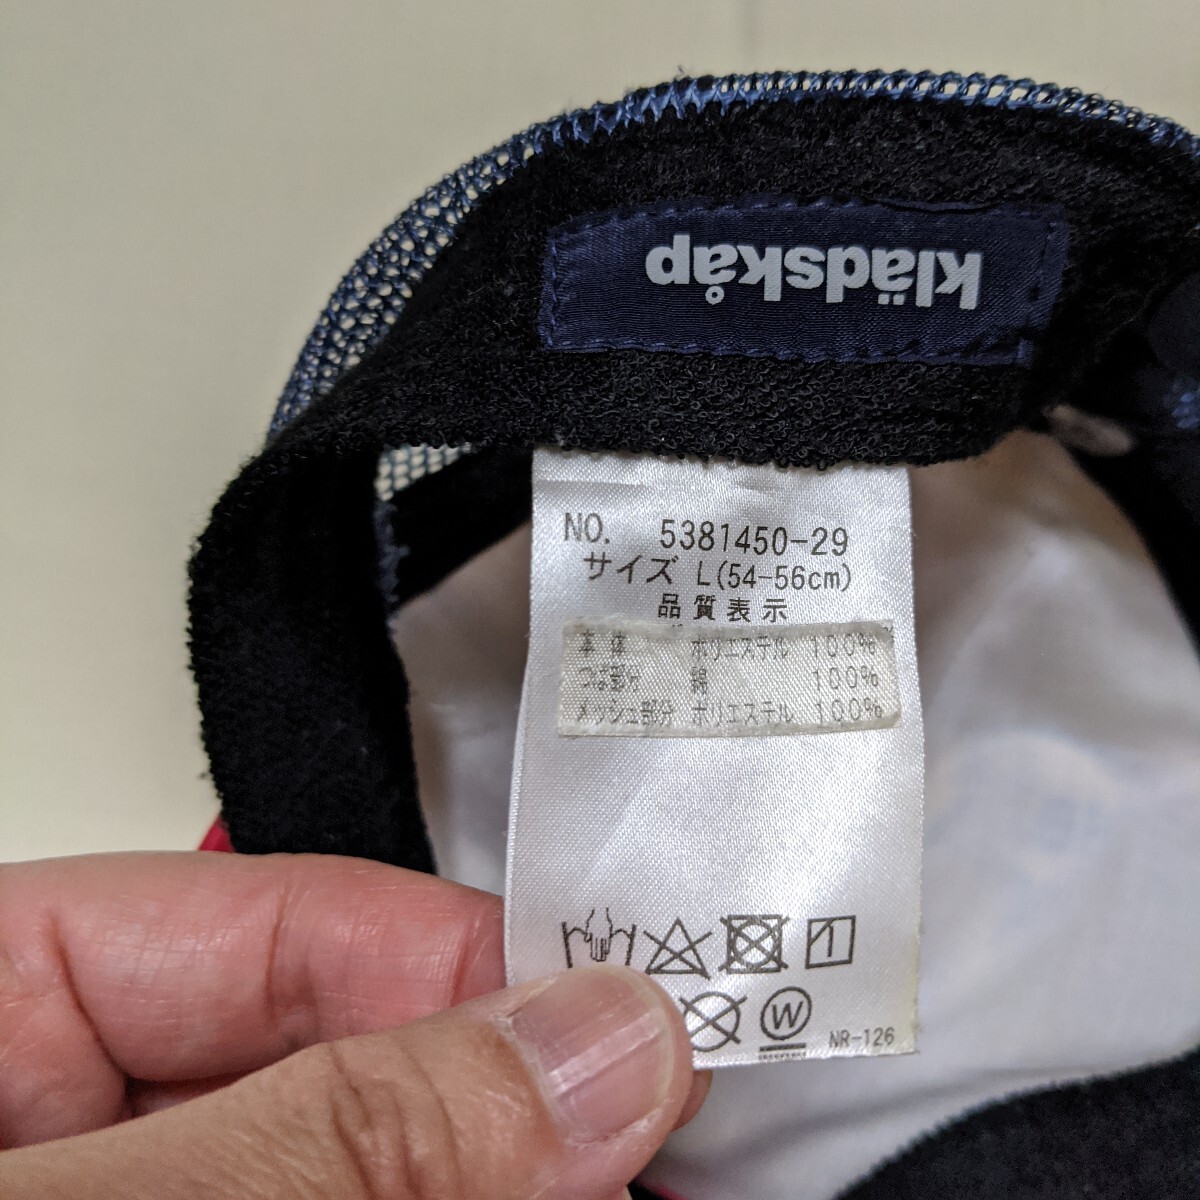 klädskåp
NO. 5381450-29
サイズ L(54-56cm)
品質表示
本体 ポリエステル 100%
つば部分 綿 100%
メッシュ部分 ポリエステル 100%
W
NR-126